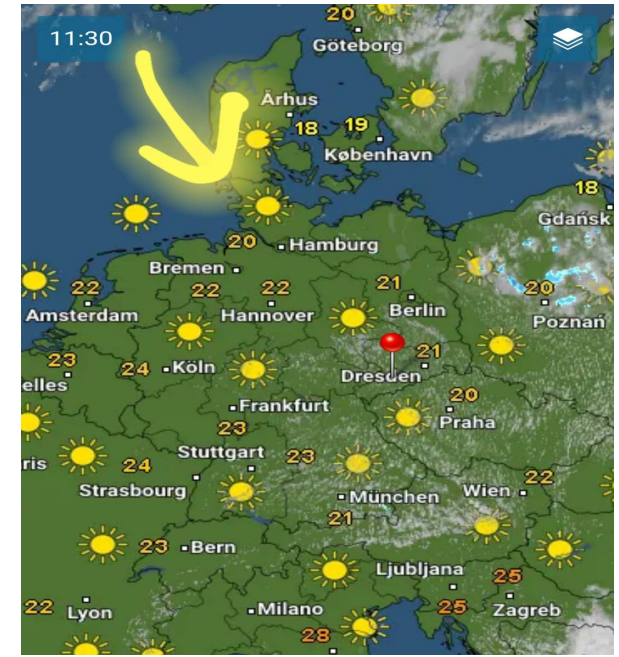 20
11:30
Göteborg
Århus
18
19
København
18
Gdańsk
20
Hamburg
Bremen
22
22
22
21
20
Amsterdam
Hannover
Berlin
Poznań
23
24
Köln
21
elles
Dresden
20
Frankfurt
Praha
23
ris
Stuttgart
24
23
22
Strasbourg
München
Wien
21
23
Bern
Ljubljana
25
22
Lyon
Milano
25
Zagreb
28